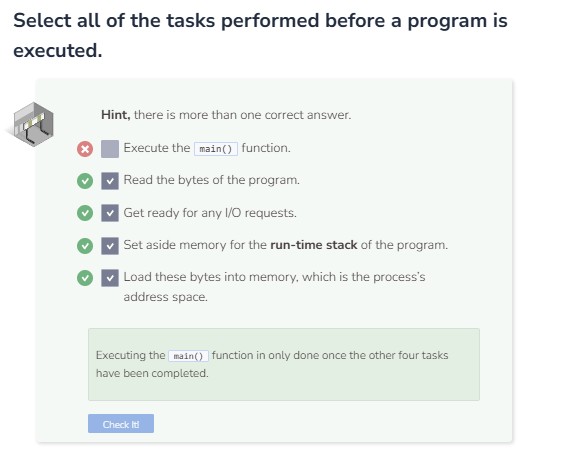 Select all of the tasks performed before a program is
executed.
Hint, there is more than one correct answer.
Execute the main() function.
Read the bytes of the program.
Get ready for any I/O requests.
Set aside memory for the run-time stack of the program.
Load these bytes into memory, which is the process's
address space.
Executing the main() function in only done once the other four tasks
have been completed.
Check It!